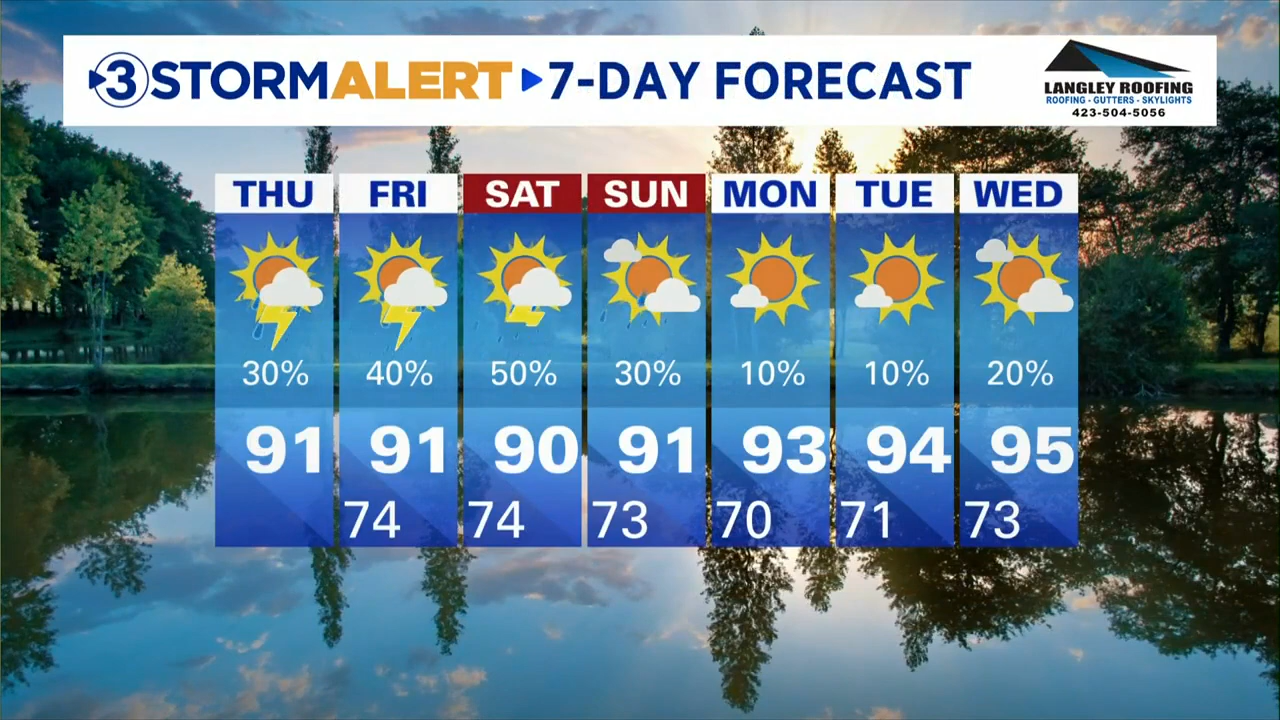 3 STORMALERT 7-DAY FORECAST
LANGLEY ROOFING
ROOFING - GUTTERS - SKYLIGHTS
423-504-5056
THU FRI SAT SUN MON TUE WED
30% 40% 50% 30% 10% 10% 20%
91 91 90 91 93 94 95
74 74 73 70 71 73